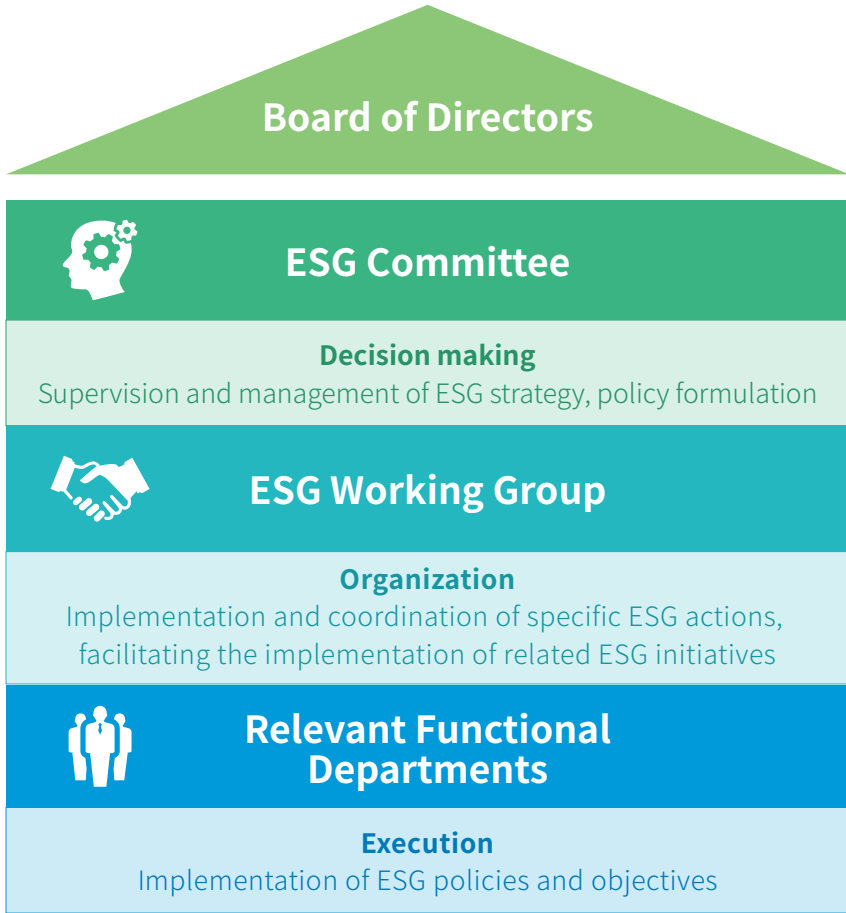 Board of Directors
ESG Committee
Decision making
Supervision and management of ESG strategy, policy formulation
ESG Working Group
Organization
Implementation and coordination of specific ESG actions,
facilitating the implementation of related ESG initiatives
Relevant Functional
Departments
Execution
Implementation of ESG policies and objectives